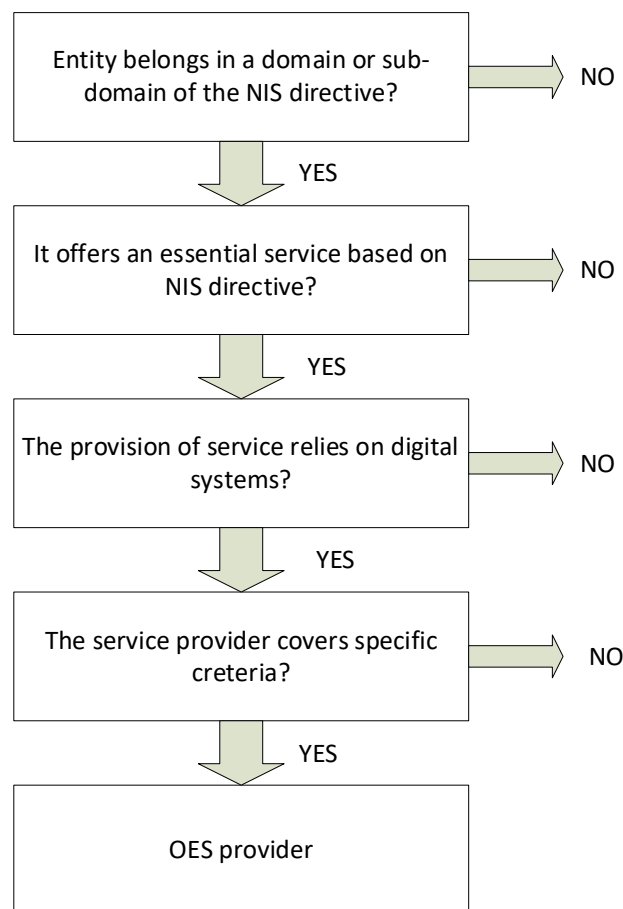 Entity belongs in a domain or sub-
domain of the NIS directive?
NO
YES
It offers an essential service based on
NIS directive?
NO
YES
The provision of service relies on digital
systems?
NO
YES
The service provider covers specific
creteria?
NO
YES
OES provider